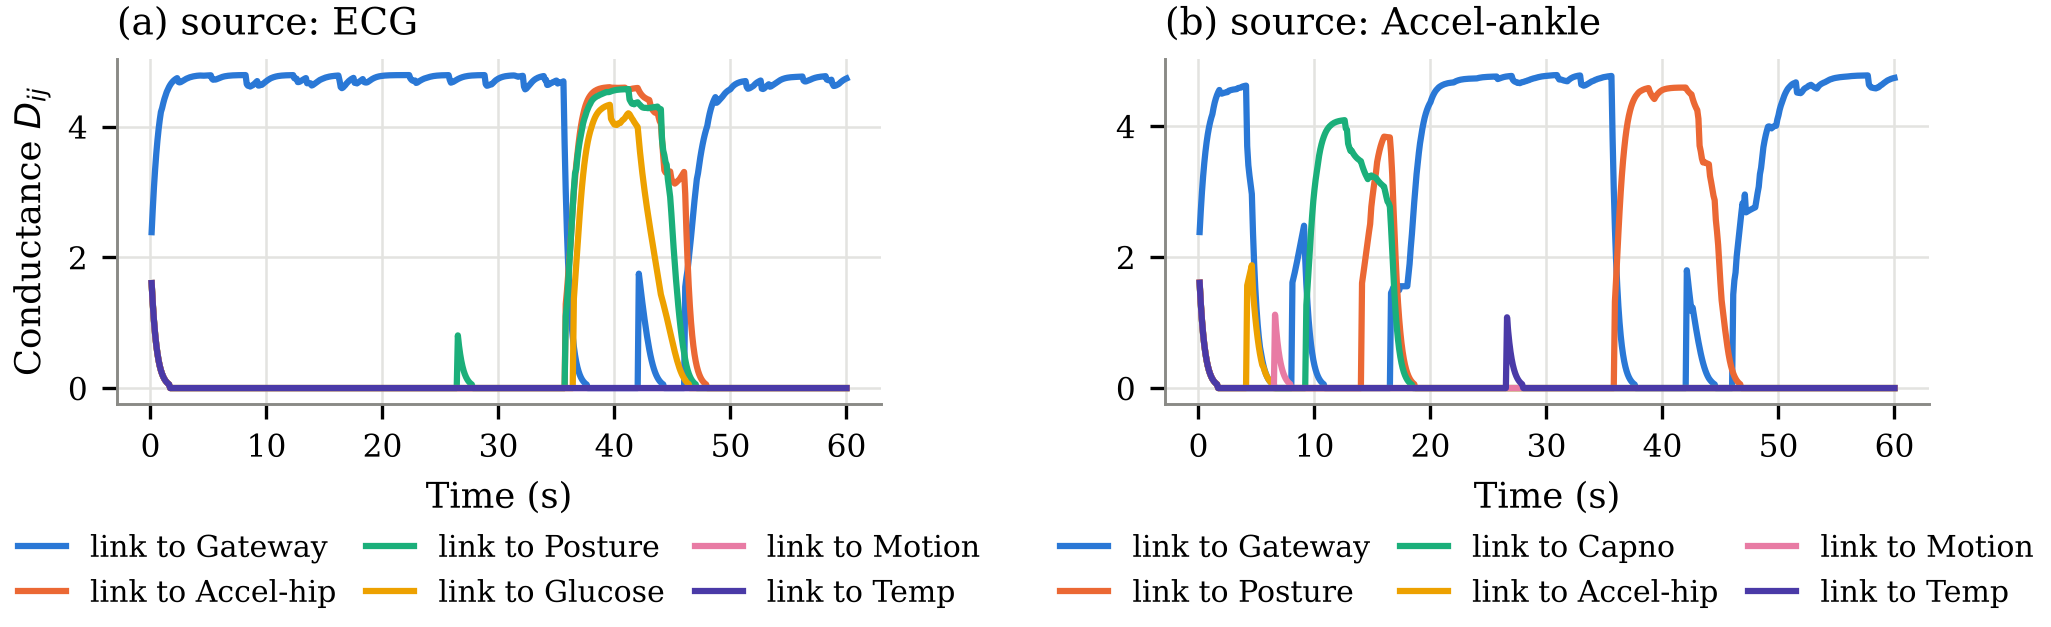 (a) source: ECG
Conductance D_ij
4
2
0
0 10 20 30 40 50 60
Time (s)
link to Gateway link to Posture link to Motion
link to Accel-hip link to Glucose link to Temp
(b) source: Accel-ankle
4
2
0
0 10 20 30 40 50 60
Time (s)
link to Gateway link to Capno link to Motion
link to Posture link to Accel-hip link to Temp